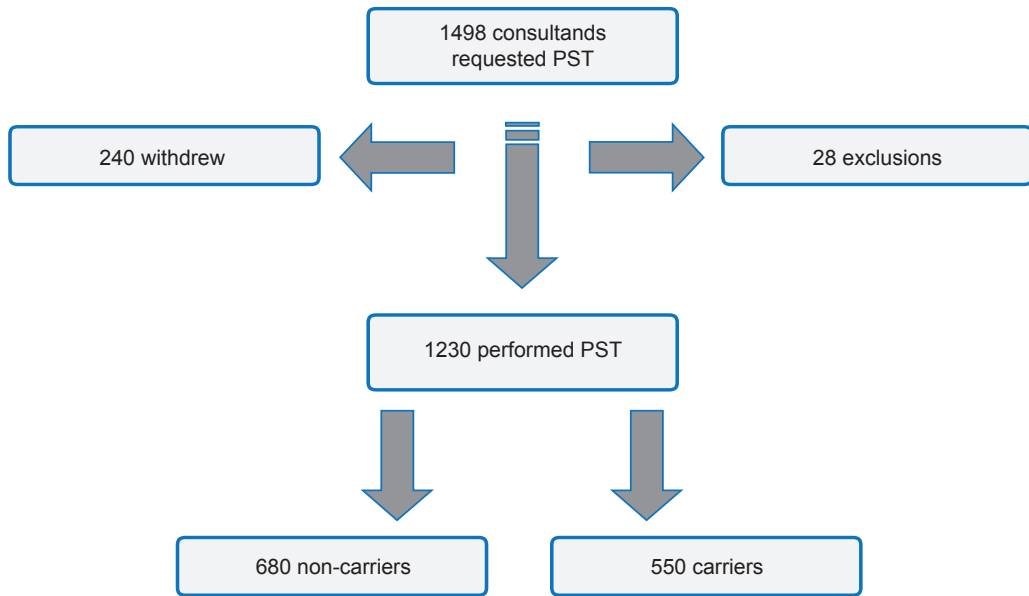 1498 consultands
requested PST
240 withdrew
28 exclusions
1230 performed PST
680 non-carriers
550 carriers